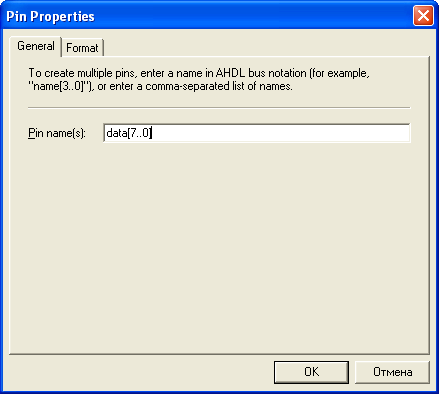 Pin Properties
General
Format
To create multiple pins, enter a name in AHDL bus notation (for example,
"name[3..0]"), or enter a comma-separated list of names.
Pin name(s):
data[7..0]
OK
Отмена